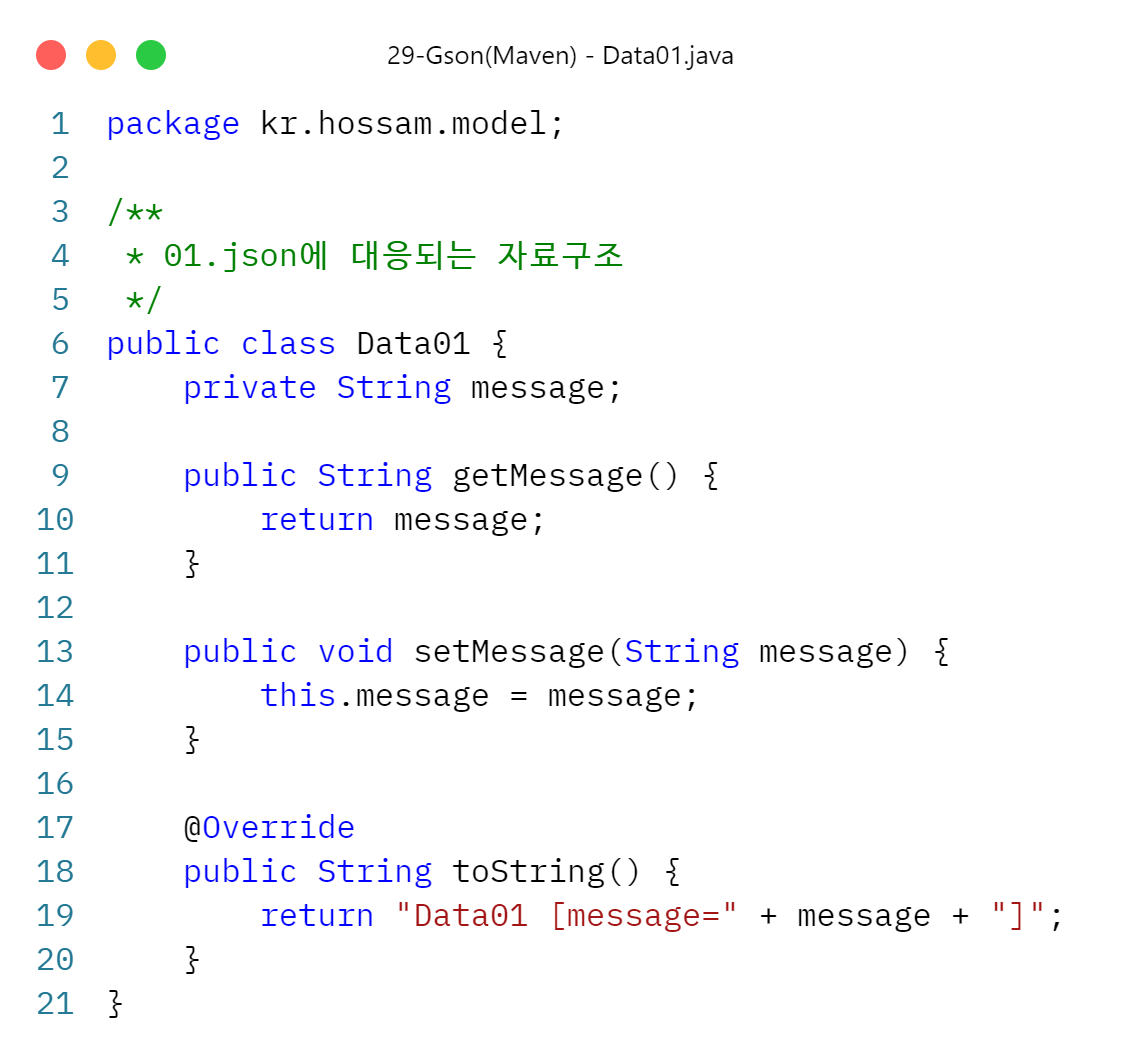 29-Gson(Maven) - Data01.java
1 package kr.hossam.model;
2
3 /**
4  * 01.json에 대응되는 자료구조
5  */
6 public class Data01 {
7     private String message;
8
9     public String getMessage() {
10         return message;
11     }
12
13     public void setMessage(String message) {
14         this.message = message;
15     }
16
17     @Override
18     public String toString() {
19         return "Data01 [message=" + message + "]";
20     }
21 }